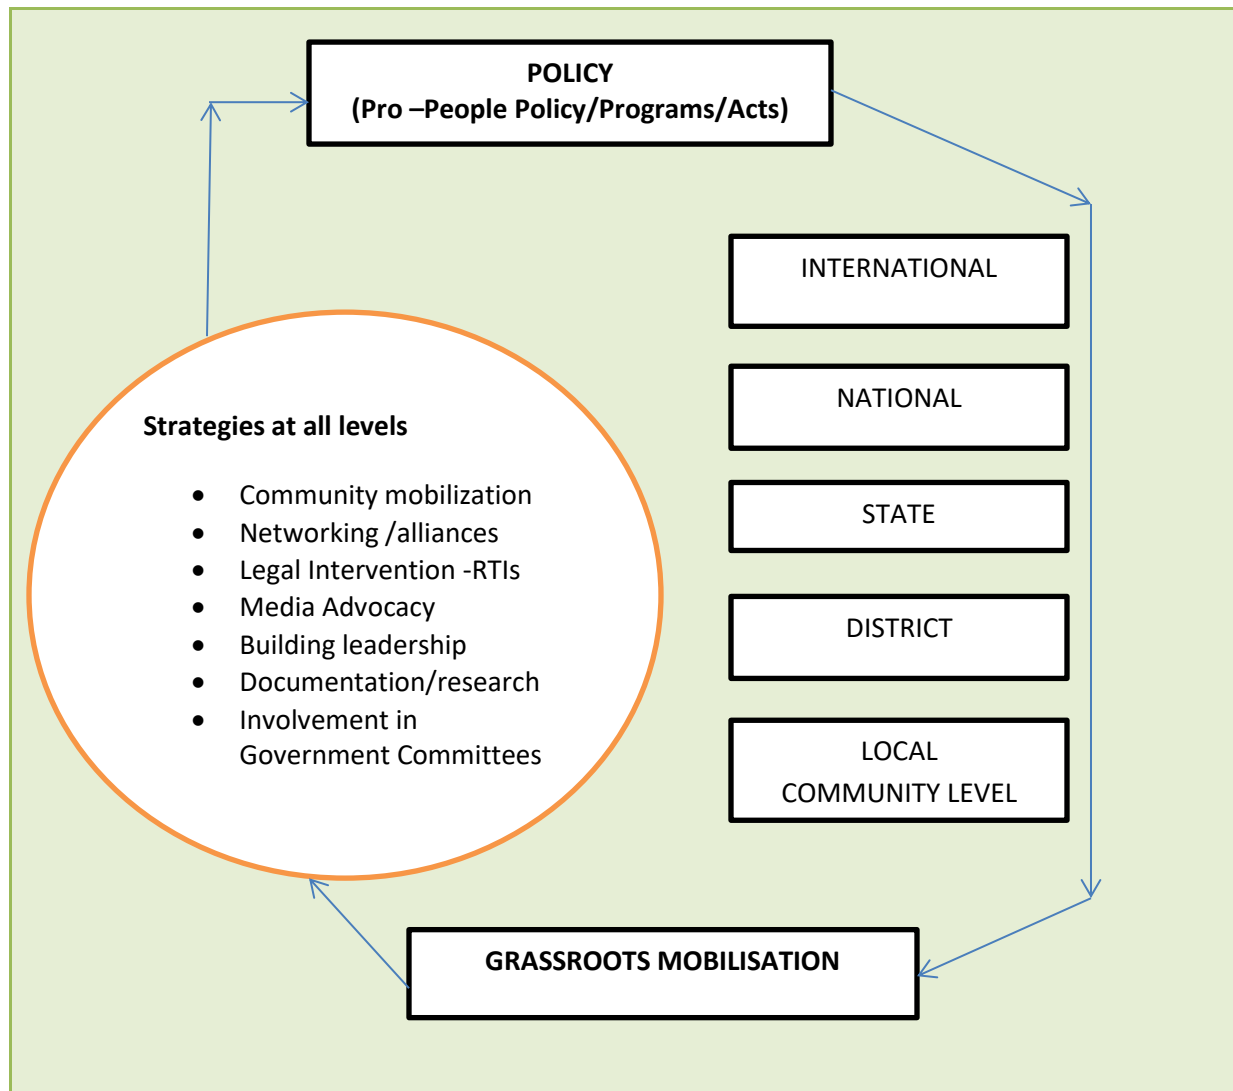 POLICY
(Pro –People Policy/Programs/Acts)
INTERNATIONAL
NATIONAL
STATE
DISTRICT
LOCAL
COMMUNITY LEVEL
GRASSROOTS MOBILISATION
Strategies at all levels
• Community mobilization
• Networking /alliances
• Legal Intervention -RTIs
• Media Advocacy
• Building leadership
• Documentation/research
• Involvement in
Government Committees